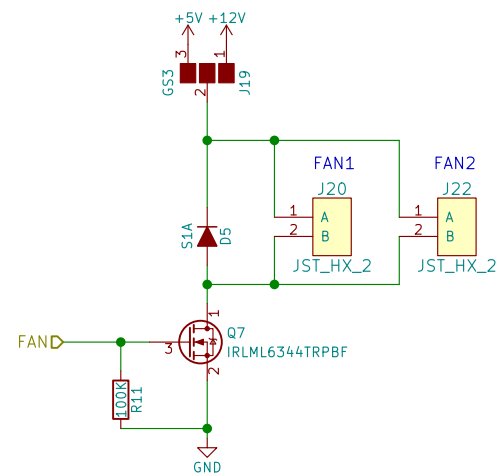 +5V +12V
3 1
GS3 J19
2
FAN1 FAN2
J20 J22
1 A 1 A
2 B 2 B
S1A D5
JST_HX_2 JST_HX_2
1
Q7
FAN 3 IRLML6344TRPBF
2
100K R11
GND